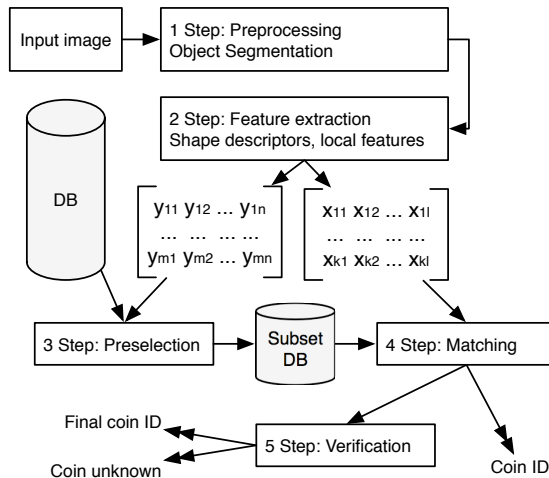 Input image
1 Step: Preprocessing
Object Segmentation
2 Step: Feature extraction
Shape descriptors, local features
DB
y11 y12 ... y1n
... ... ... ...
ym1 ym2 ... ymn
x11 x12 ... x1l
... ... ... ...
xk1 xk2 ... xkl
3 Step: Preselection
Subset
DB
4 Step: Matching
Final coin ID
5 Step: Verification
Coin unknown
Coin ID